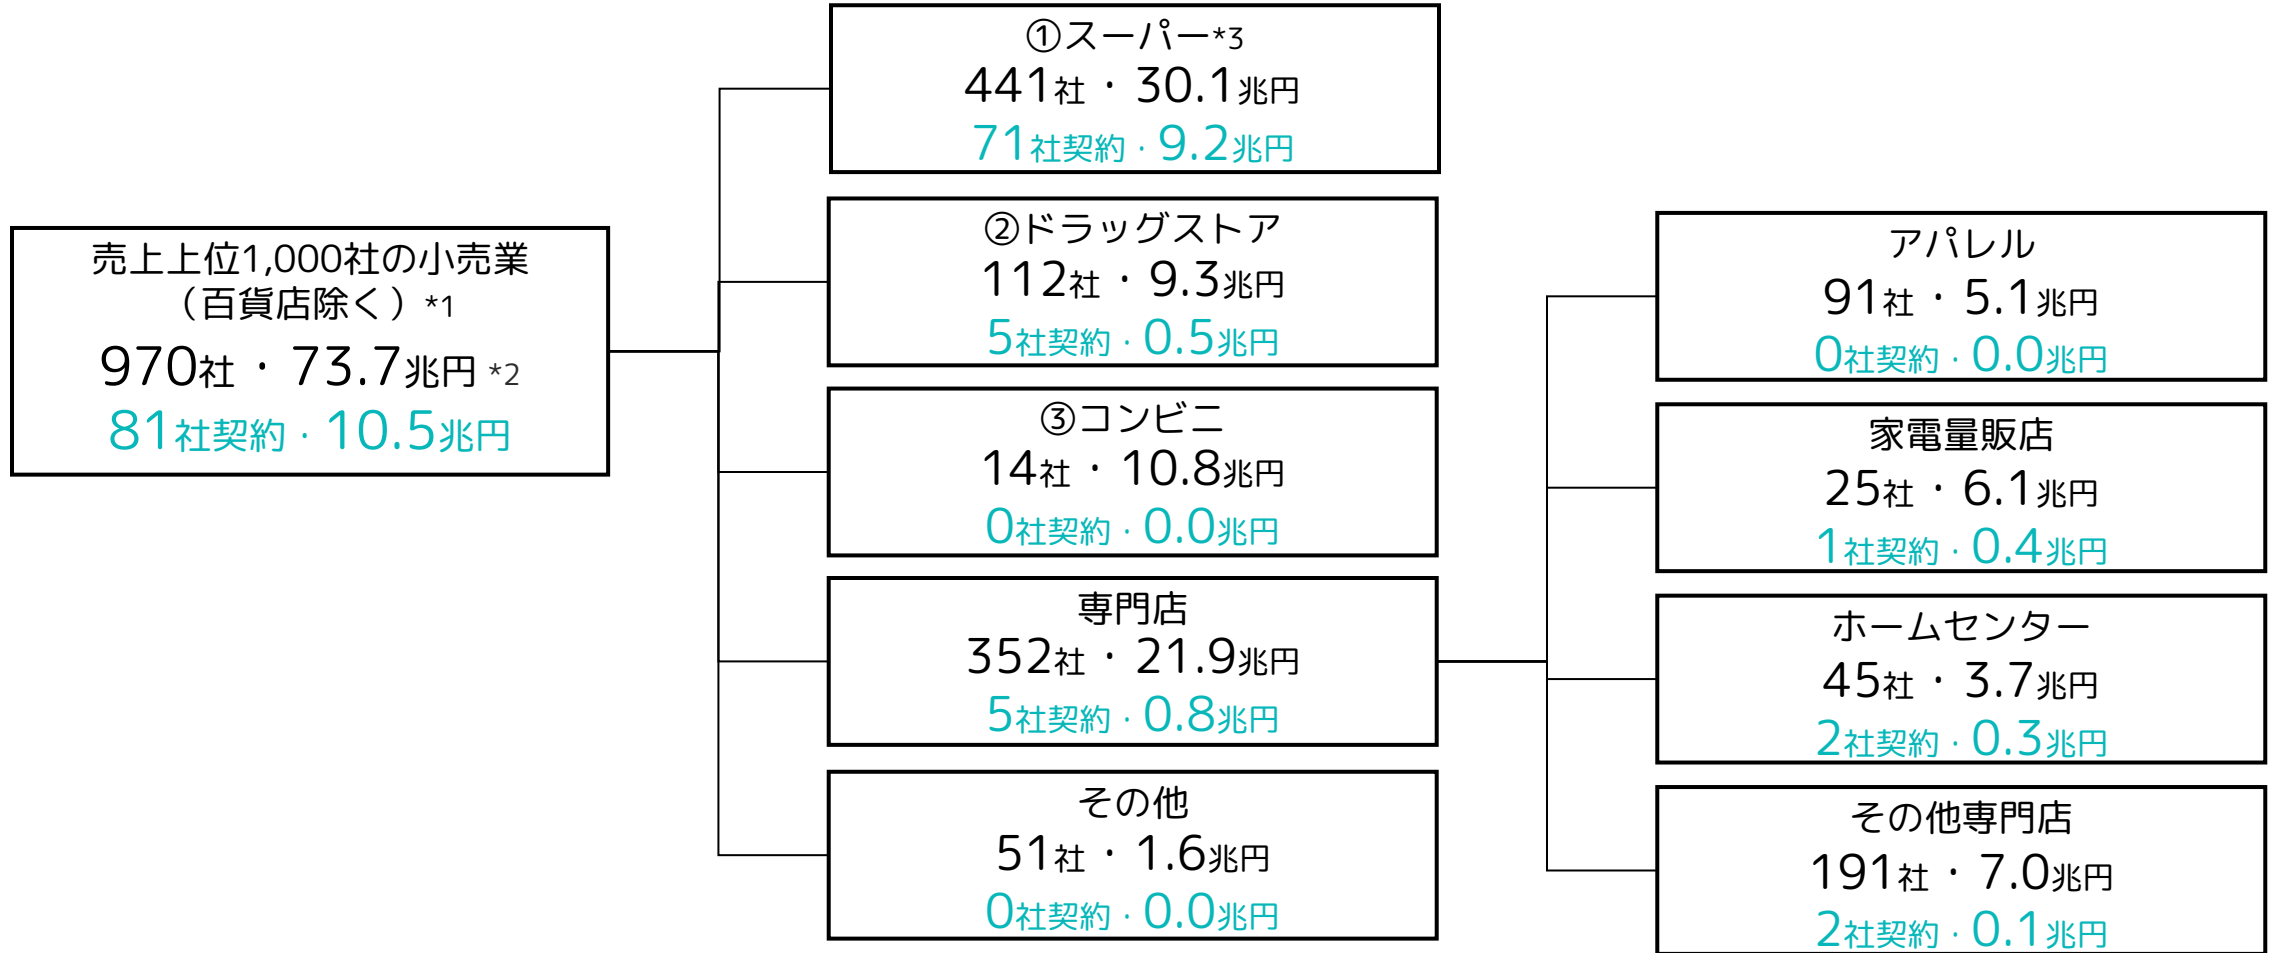 売上上位1,000社の小売業
（百貨店除く）*1
970社・73.7兆円 *2
81社契約・10.5兆円
①スーパー*3
441社・30.1兆円
71社契約・9.2兆円
②ドラッグストア
112社・9.3兆円
5社契約・0.5兆円
③コンビニ
14社・10.8兆円
0社契約・0.0兆円
専門店
352社・21.9兆円
5社契約・0.8兆円
その他
51社・1.6兆円
0社契約・0.0兆円
アパレル
91社・5.1兆円
0社契約・0.0兆円
家電量販店
25社・6.1兆円
1社契約・0.4兆円
ホームセンター
45社・3.7兆円
2社契約・0.3兆円
その他専門店
191社・7.0兆円
2社契約・0.1兆円